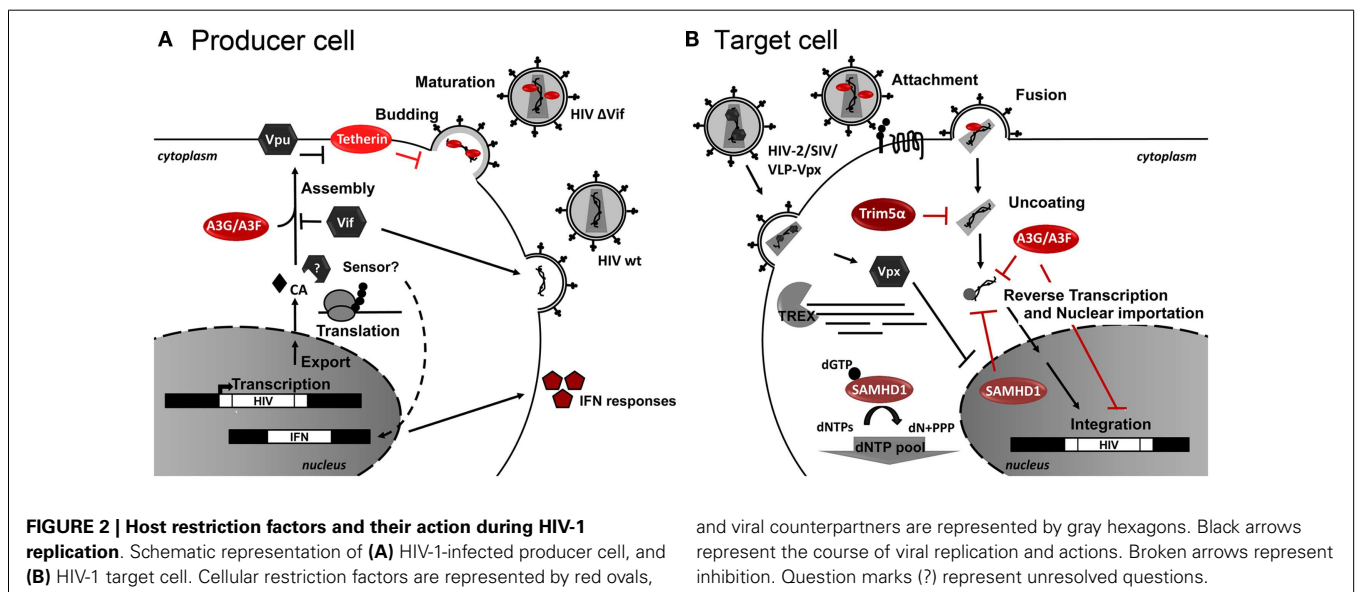 A Producer cell
Maturation
HIV ΔVif
Budding
Vpu
Tetherin
cytoplasm
Assembly
A3G/A3F
Vif
HIV wt
?
Sensor?
CA
Translation
Export
Transcription
HIV
IFN responses
IFN
nucleus
B Target cell
Attachment
Fusion
HIV-2/SIV/
VLP-Vpx
cytoplasm
Trim5α
Uncoating
A3G/A3F
Vpx
Reverse Transcription
and Nuclear importation
TREX
dGTP
SAMHD1
SAMHD1
dNTPs
dN+PPP
Integration
dNTP pool
HIV
nucleus
FIGURE 2 | Host restriction factors and their action during HIV-1
replication. Schematic representation of (A) HIV-1-infected producer cell, and
(B) HIV-1 target cell. Cellular restriction factors are represented by red ovals,
and viral counterpartners are represented by gray hexagons. Black arrows
represent the course of viral replication and actions. Broken arrows represent
inhibition. Question marks (?) represent unresolved questions.